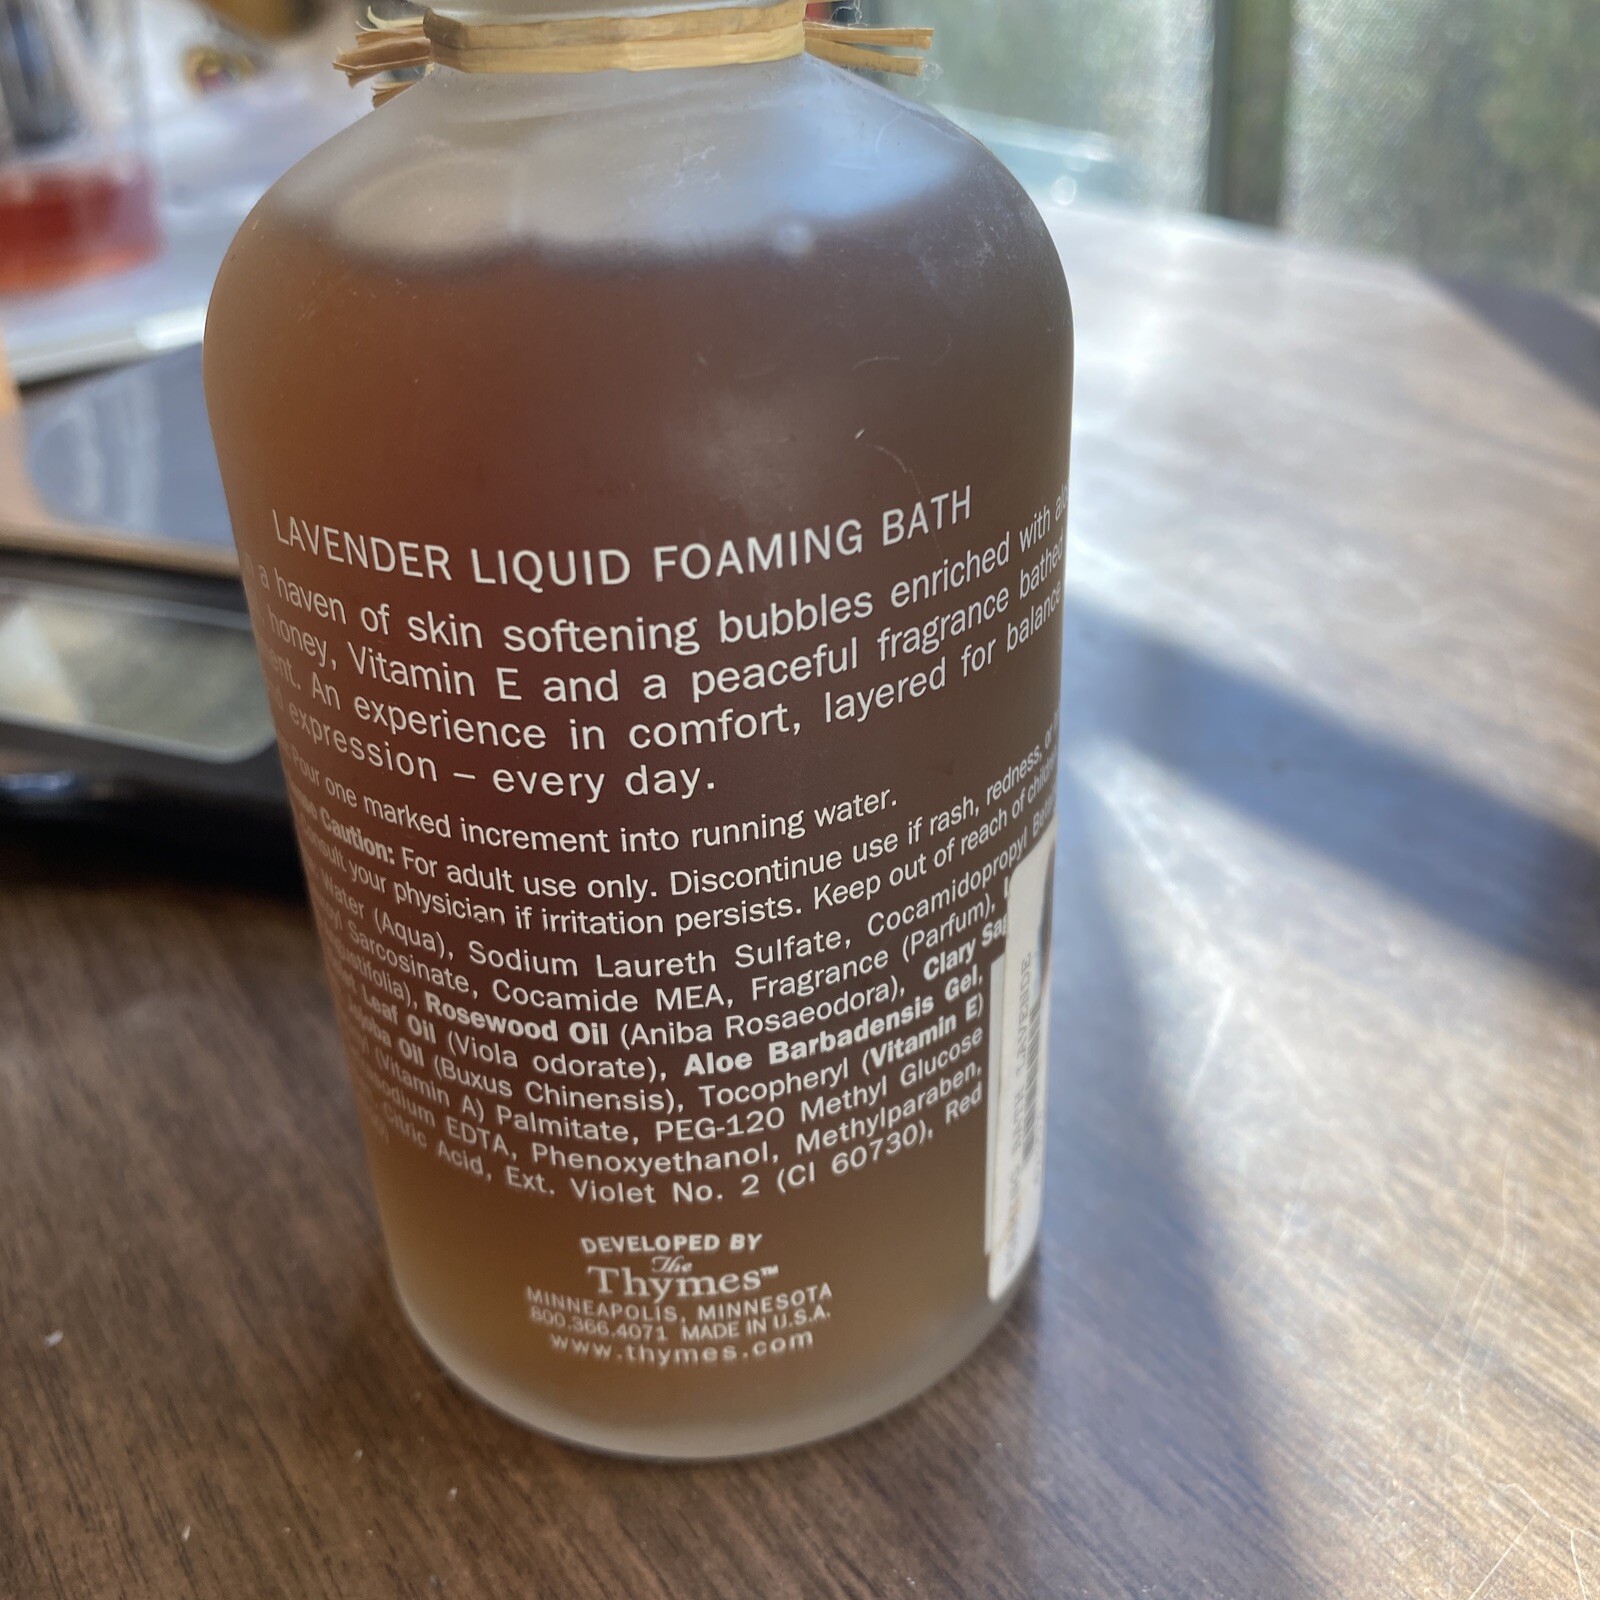 LAVENDER LIQUID FOAMING BATH
a haven of skin softening bubbles enriched with
honey, Vitamin E and a peaceful fragrance bathed
An experience in comfort, layered for balance
expression – every day.
Pour one marked increment into running water.
Caution: For adult use only. Discontinue use if rash, redness, or
your physician if irritation persists. Keep out of reach of
Water (Aqua), Sodium Laureth Sulfate, Cocamidopropyl
Sarcosinate, Cocamide MEA, Fragrance (Parfum),
Rosewood Oil (Aniba Rosaeodora), Clary
Leaf Oil (Viola odorate), Aloe Barbadensis Gel,
Oil (Buxus Chinensis), Tocopheryl (Vitamin E)
(Vitamin A) Palmitate, PEG-120 Methyl Glucose
EDTA, Phenoxyethanol, Methylparaben,
Citric Acid, Ext. Violet No. 2 (CI 60730), Red
DEVELOPED BY
The
Thymes™
MINNEAPOLIS, MINNESOTA
800.366.4071 MADE IN U.S.A.
www.thymes.com